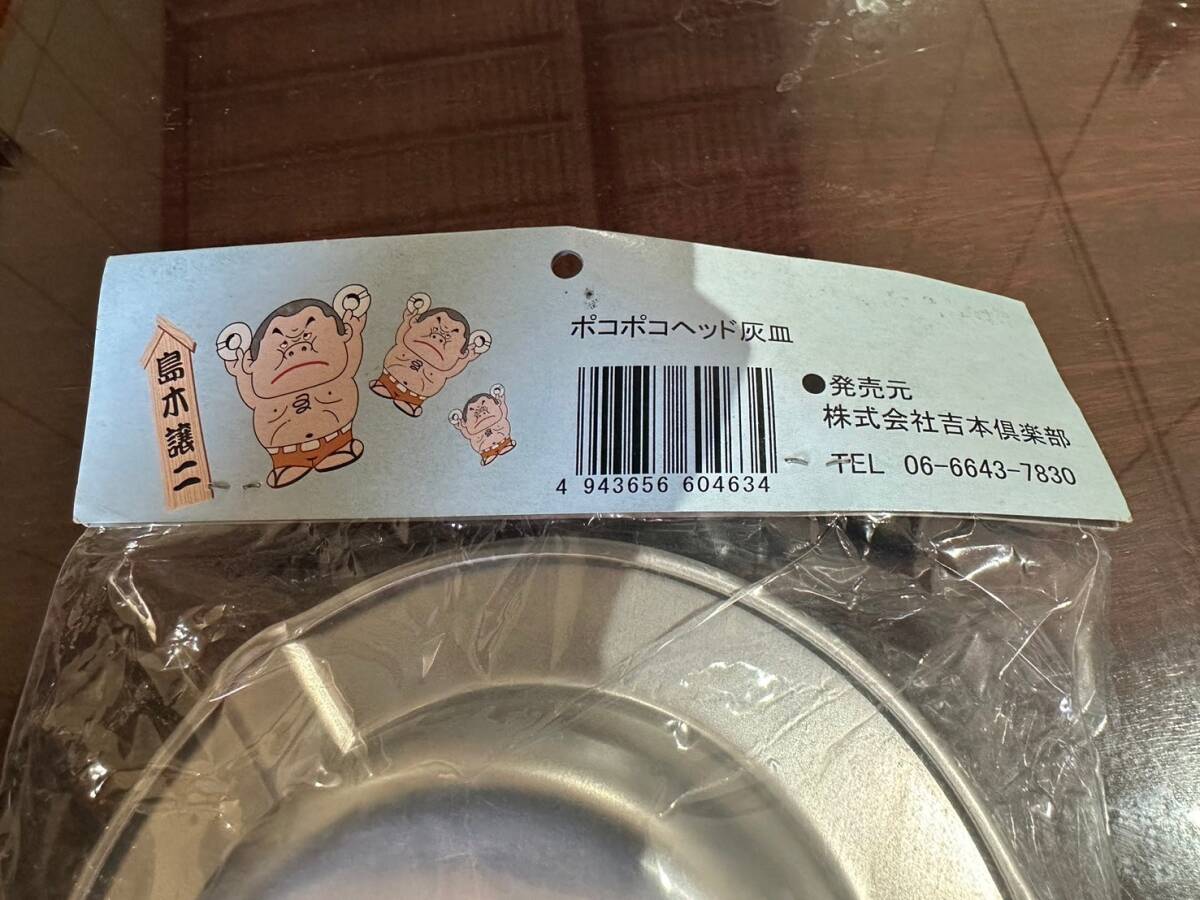 島木譲二
ポコポコヘッド灰皿
4 943656 604634
●発売元
株式会社吉本倶楽部
TEL 06-6643-7830